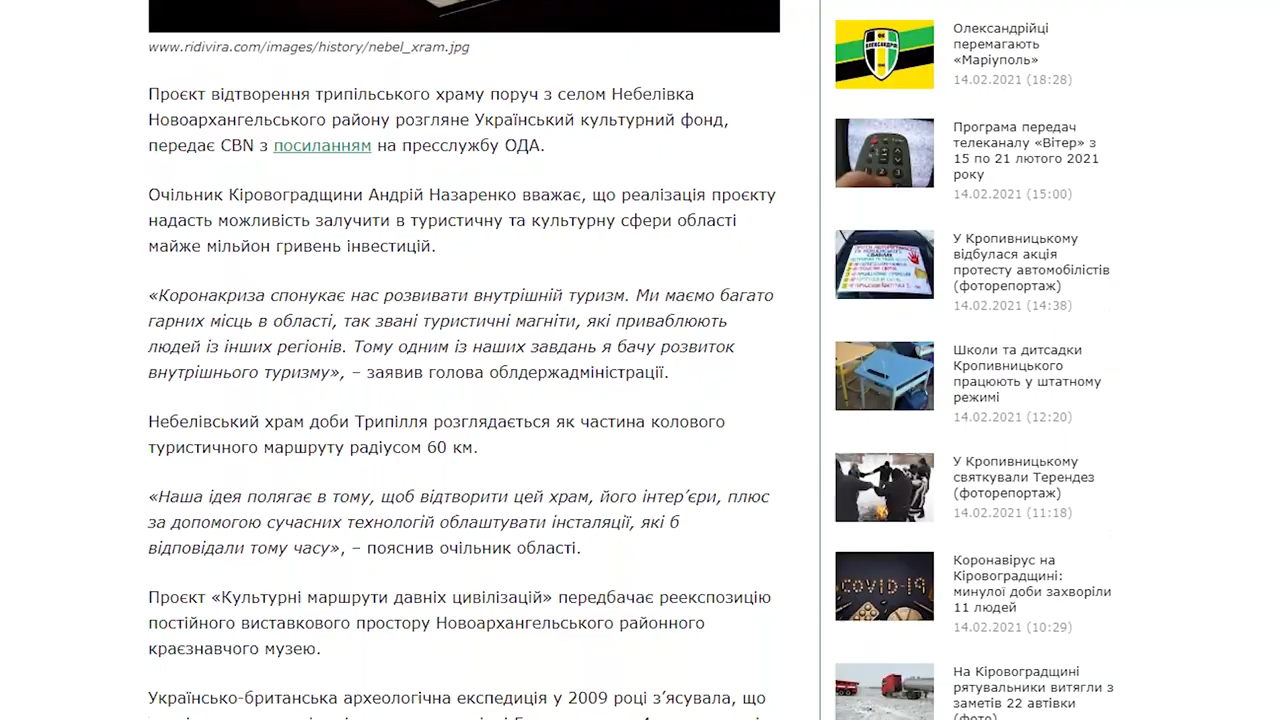 www.ridivira.com/images/history/nebel_xram.jpg
Проєкт відтворення трипільського храму поруч з селом Небелівка
Новоархангельського району розгляне Український культурний фонд,
передає CBN з посиланням на пресслужбу ОДА.
Очільник Кіровоградщини Андрій Назаренко вважає, що реалізація проєкту
надасть можливість залучити в туристичну та культурну сфери області
майже мільйон гривень інвестицій.
«Коронакриза спонукає нас розвивати внутрішній туризм. Ми маємо багато
гарних місць в області, так звані туристичні магніти, які приваблюють
людей із інших регіонів. Тому одним із наших завдань я бачу розвиток
внутрішнього туризму», – заявив голова облдержадміністрації.
Небелівський храм доби Трипілля розглядається як частина колового
туристичного маршруту радіусом 60 км.
«Наша ідея полягає в тому, щоб відтворити цей храм, його інтер’єри, плюс
за допомогою сучасних технологій облаштувати інсталяції, які б
відповідали тому часу», – пояснив очільник області.
Проєкт «Культурні маршрути давніх цивілізацій» передбачає реекспозицію
постійного виставкового простору Новоархангельського районного
краєзнавчого музею.
Українсько-британська археологічна експедиція у 2009 році з’ясувала, що
Олександрійці
перемагають
«Маріуполь»
14.02.2021 (18:28)
Програма передач
телеканалу «Вітер» з
15 по 21 лютого 2021
року
14.02.2021 (15:00)
У Кропивницькому
відбулася акція
протесту автомобілістів
(фоторепортаж)
14.02.2021 (14:38)
Школи та дитсадки
Кропивницького
працюють у штатному
режимі
14.02.2021 (12:20)
У Кропивницькому
святкували Терендез
(фоторепортаж)
14.02.2021 (11:18)
COVID-19
Коронавірус на
Кіровоградщині:
минулої доби захворіли
11 людей
14.02.2021 (10:29)
На Кіровоградщині
рятувальники витягли з
заметів 22 автівки
(фото)